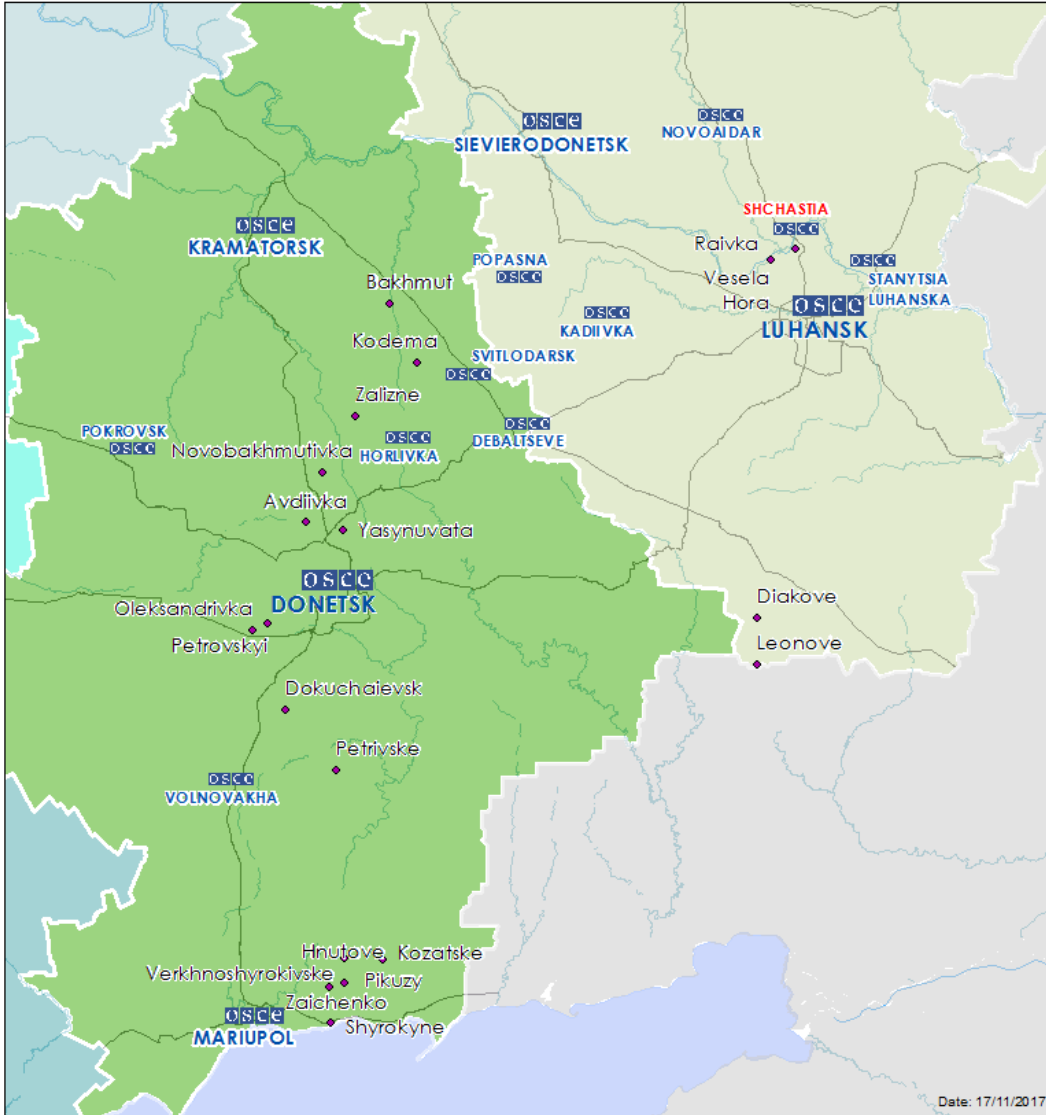 osce
NOVOAIDAR
osce
SIEVIERODONETSK
SHCHASTIA
osce
osce
KRAMATORSK
Raivka
POPASNA
osce
osce
STANYTSIA
LUHANSKA
Vesela
Hora
Bakhmut
osce
LUHANSK
osce
KADIIVKA
Kodema
SVITLODARSK
osce
Zalizne
POKROVSK
osce
osce
HORLIVKA
osce
DEBALTSEVE
Novobakhmutivka
Avdiivka
Yasynuvata
osce
DONETSK
Oleksandrivka
Petrovskyi
Diakove
Leonove
Dokuchaievsk
Petrivske
osce
VOLNOVAKHA
Hnutove
Kozatske
Verkhnoshyrokivske
Pikuzy
Zaichenko
osce
MARIUPOL
Shyrokyne
Date: 17/11/2017